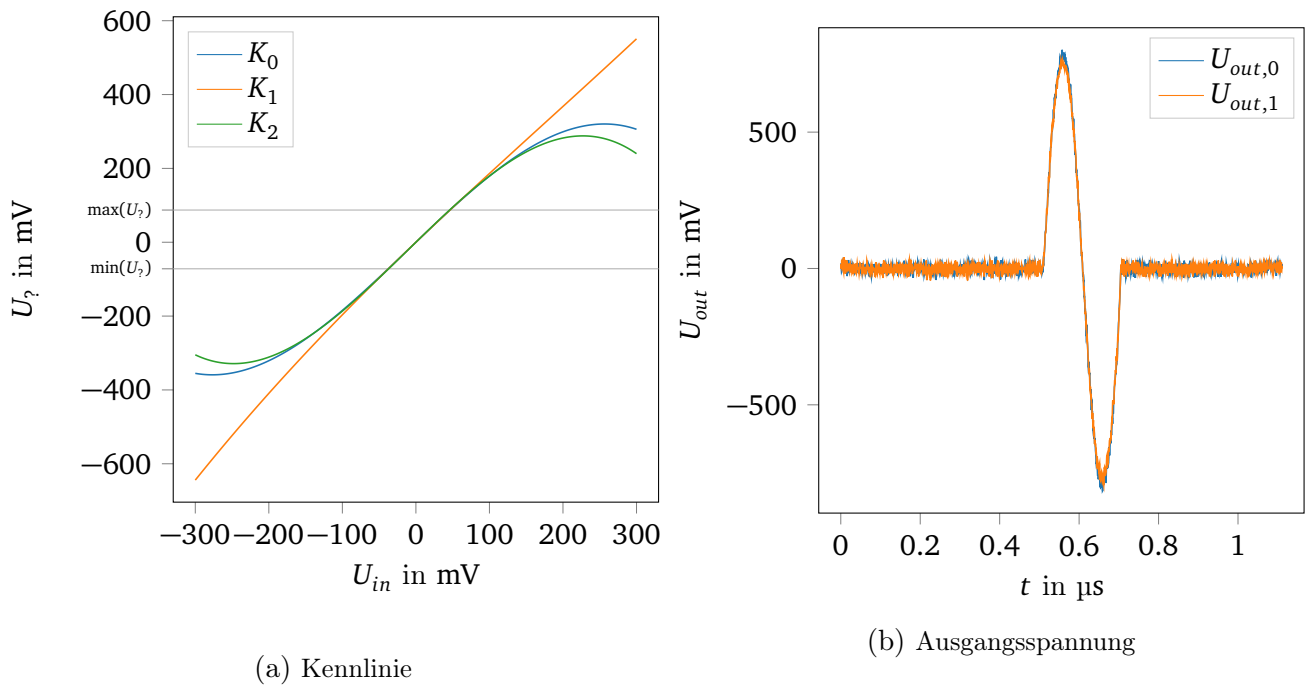 600
400
200
0
−200
−400
−600
max(U?)
min(U?)
U? in mV
K0
K1
K2
−300 −200 −100 0 100 200 300
Uin in mV
(a) Kennlinie
500
0
−500
Uout in mV
Uout,0
Uout,1
0 0.2 0.4 0.6 0.8 1
t in µs
(b) Ausgangsspannung